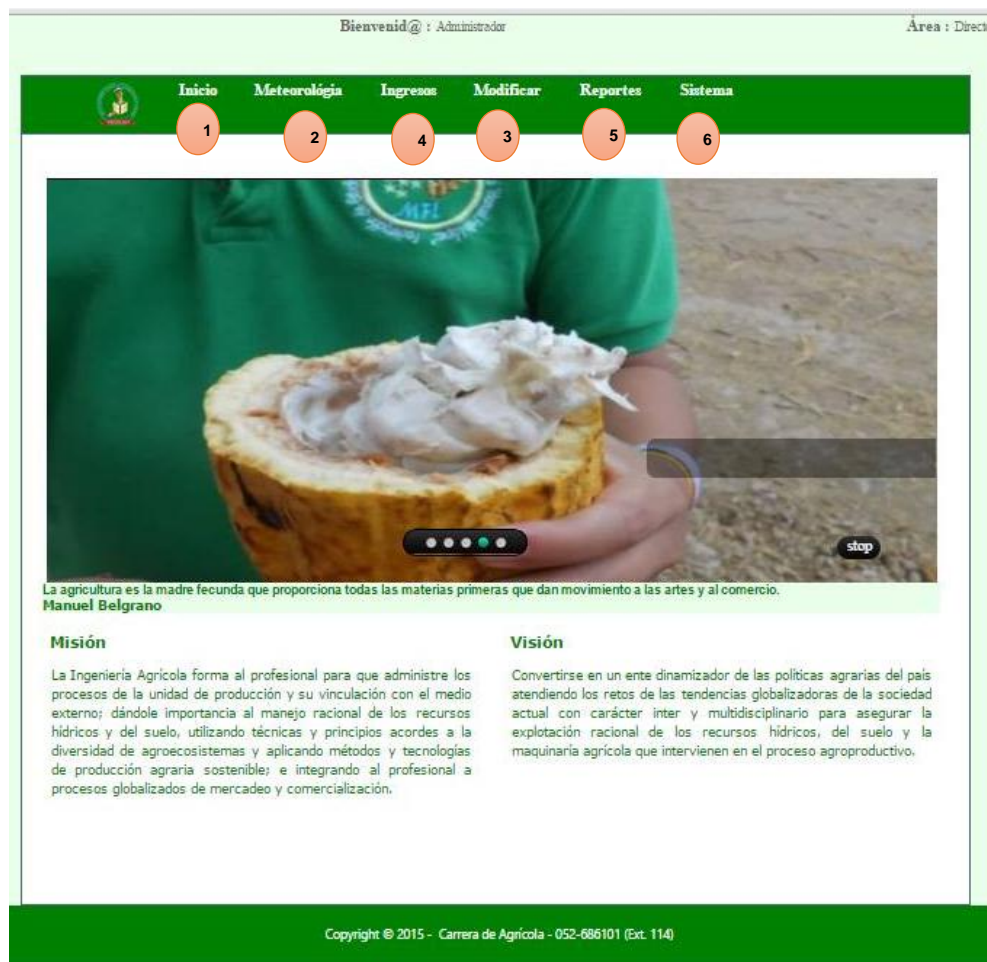 Bienvenid@ : Administrador
Área : Direct
Inicio Meteorológia Ingresos Modificar Reportes Sistema
1 2 4 3 5 6
MFL
stop
La agricultura es la madre fecunda que proporciona todas las materias primeras que dan movimiento a las artes y al comercio.
Manuel Belgrano
Misión
La Ingeniería Agrícola forma al profesional para que administre los
procesos de la unidad de producción y su vinculación con el medio
externo; dándole importancia al manejo racional de los recursos
hídricos y del suelo, utilizando técnicas y principios acordes a la
diversidad de agroecosistemas y aplicando métodos y tecnologías
de producción agraria sostenible; e integrando al profesional a
procesos globalizados de mercadeo y comercialización.
Visión
Convertirse en un ente dinamizador de las políticas agrarias del país
atendiendo los retos de las tendencias globalizadoras de la sociedad
actual con carácter inter y multidisciplinario para asegurar la
explotación racional de los recursos hídricos, del suelo y la
maquinaria agrícola que intervienen en el proceso agroproductivo.
Copyright © 2015 - Carrera de Agrícola - 052-686101 (Ext. 114)